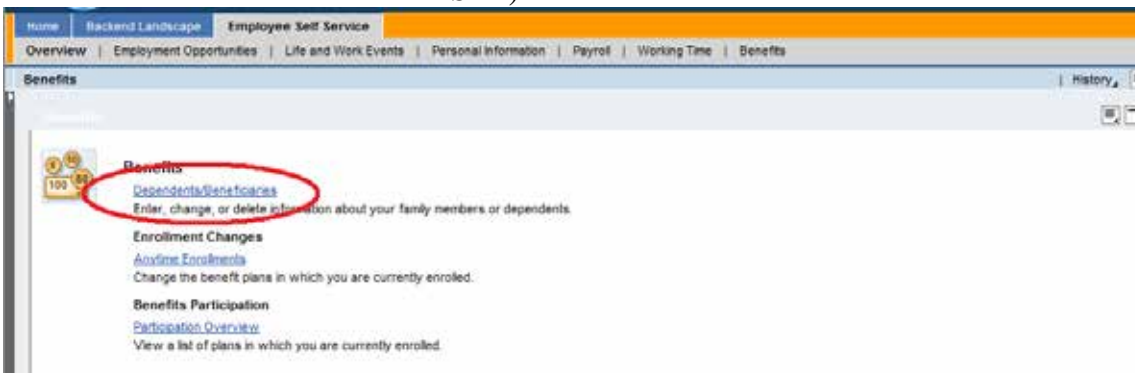 Home Backend Landscape Employee Self Service
Overview | Employment Opportunities | Life and Work Events | Personal Information | Payroll | Working Time | Benefits
Benefits | History
Benefits
Dependents/Beneficiaries
Enter, change, or delete information about your family members or dependents.
Enrollment Changes
Anytime Enrollments
Change the benefit plans in which you are currently enrolled.
Benefits Participation
Participation Overview
View a list of plans in which you are currently enrolled.